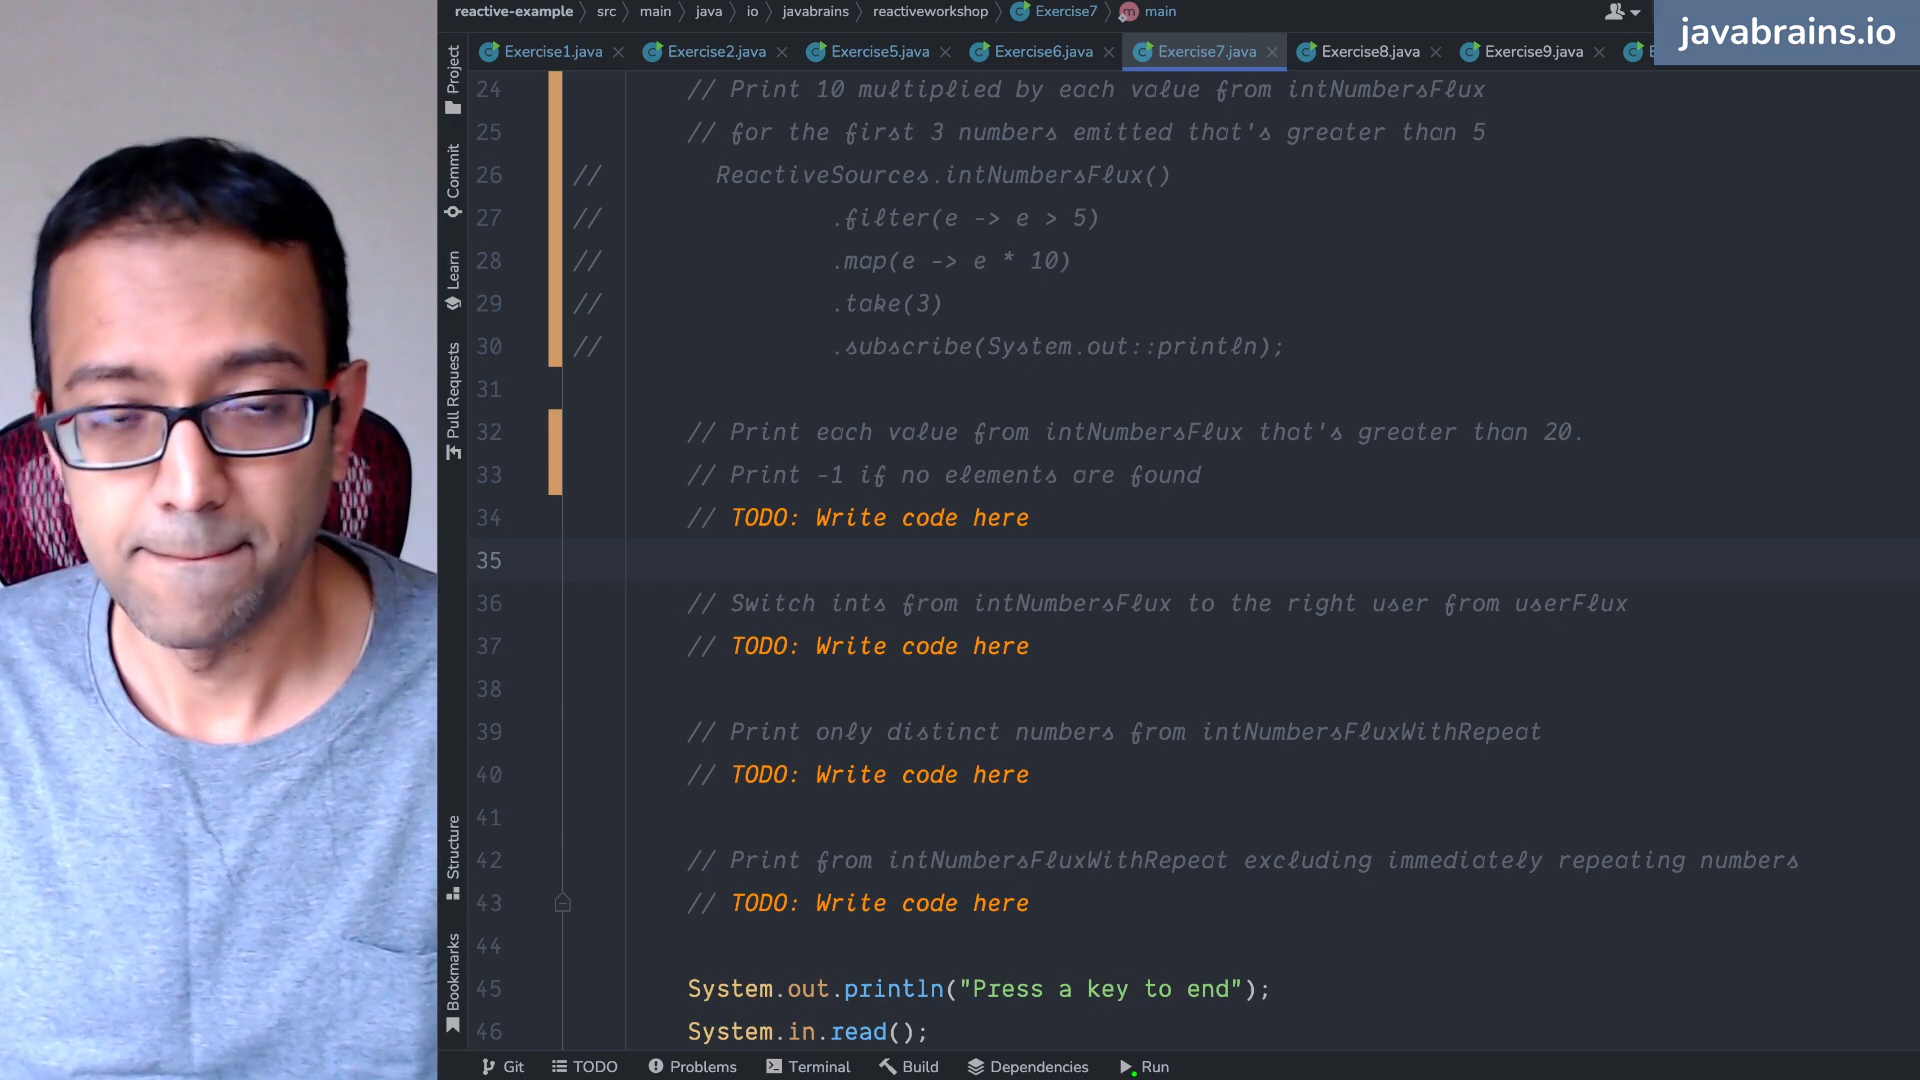 reactive-example src main java io javabrains reactiveworkshop Exercise7 main
javabrains.io
Exercise1.java Exercise2.java Exercise5.java Exercise6.java Exercise7.java Exercise8.java Exercise9.java E
Project
Commit
Learn
Pull Requests
Structure
Bookmarks
24 // Print 10 multiplied by each value from intNumbersFlux
25 // for the first 3 numbers emitted that's greater than 5
26 // ReactiveSources.intNumbersFlux()
27 // .filter(e -> e > 5)
28 // .map(e -> e * 10)
29 // .take(3)
30 // .subscribe(System.out::println);
31
32 // Print each value from intNumbersFlux that's greater than 20.
33 // Print -1 if no elements are found
34 // TODO: Write code here
35
36 // Switch ints from intNumbersFlux to the right user from userFlux
37 // TODO: Write code here
38
39 // Print only distinct numbers from intNumbersFluxWithRepeat
40 // TODO: Write code here
41
42 // Print from intNumbersFluxWithRepeat excluding immediately repeating numbers
43 // TODO: Write code here
44
45 System.out.println("Press a key to end");
46 System.in.read();
Git TODO Problems Terminal Build Dependencies Run